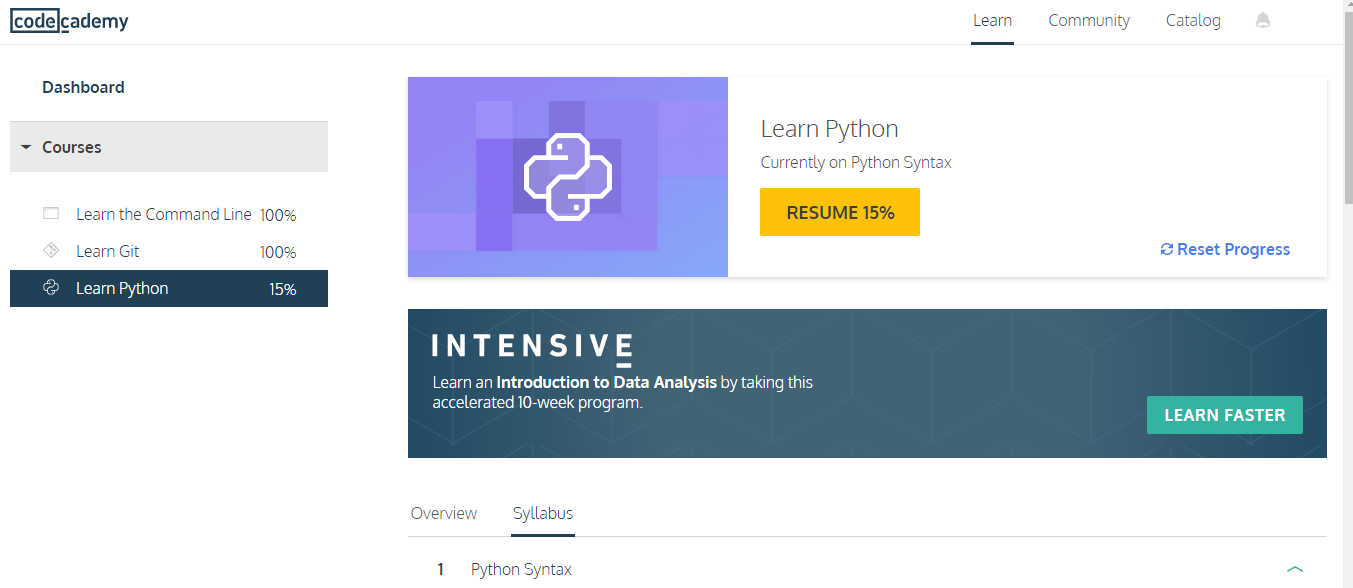 codecademy
Learn Community Catalog
Dashboard
Courses
Learn the Command Line 100%
Learn Git 100%
Learn Python 15%
Learn Python
Currently on Python Syntax
RESUME 15%
Reset Progress
INTENSIVE
Learn an Introduction to Data Analysis by taking this
accelerated 10-week program.
LEARN FASTER
Overview Syllabus
1 Python Syntax